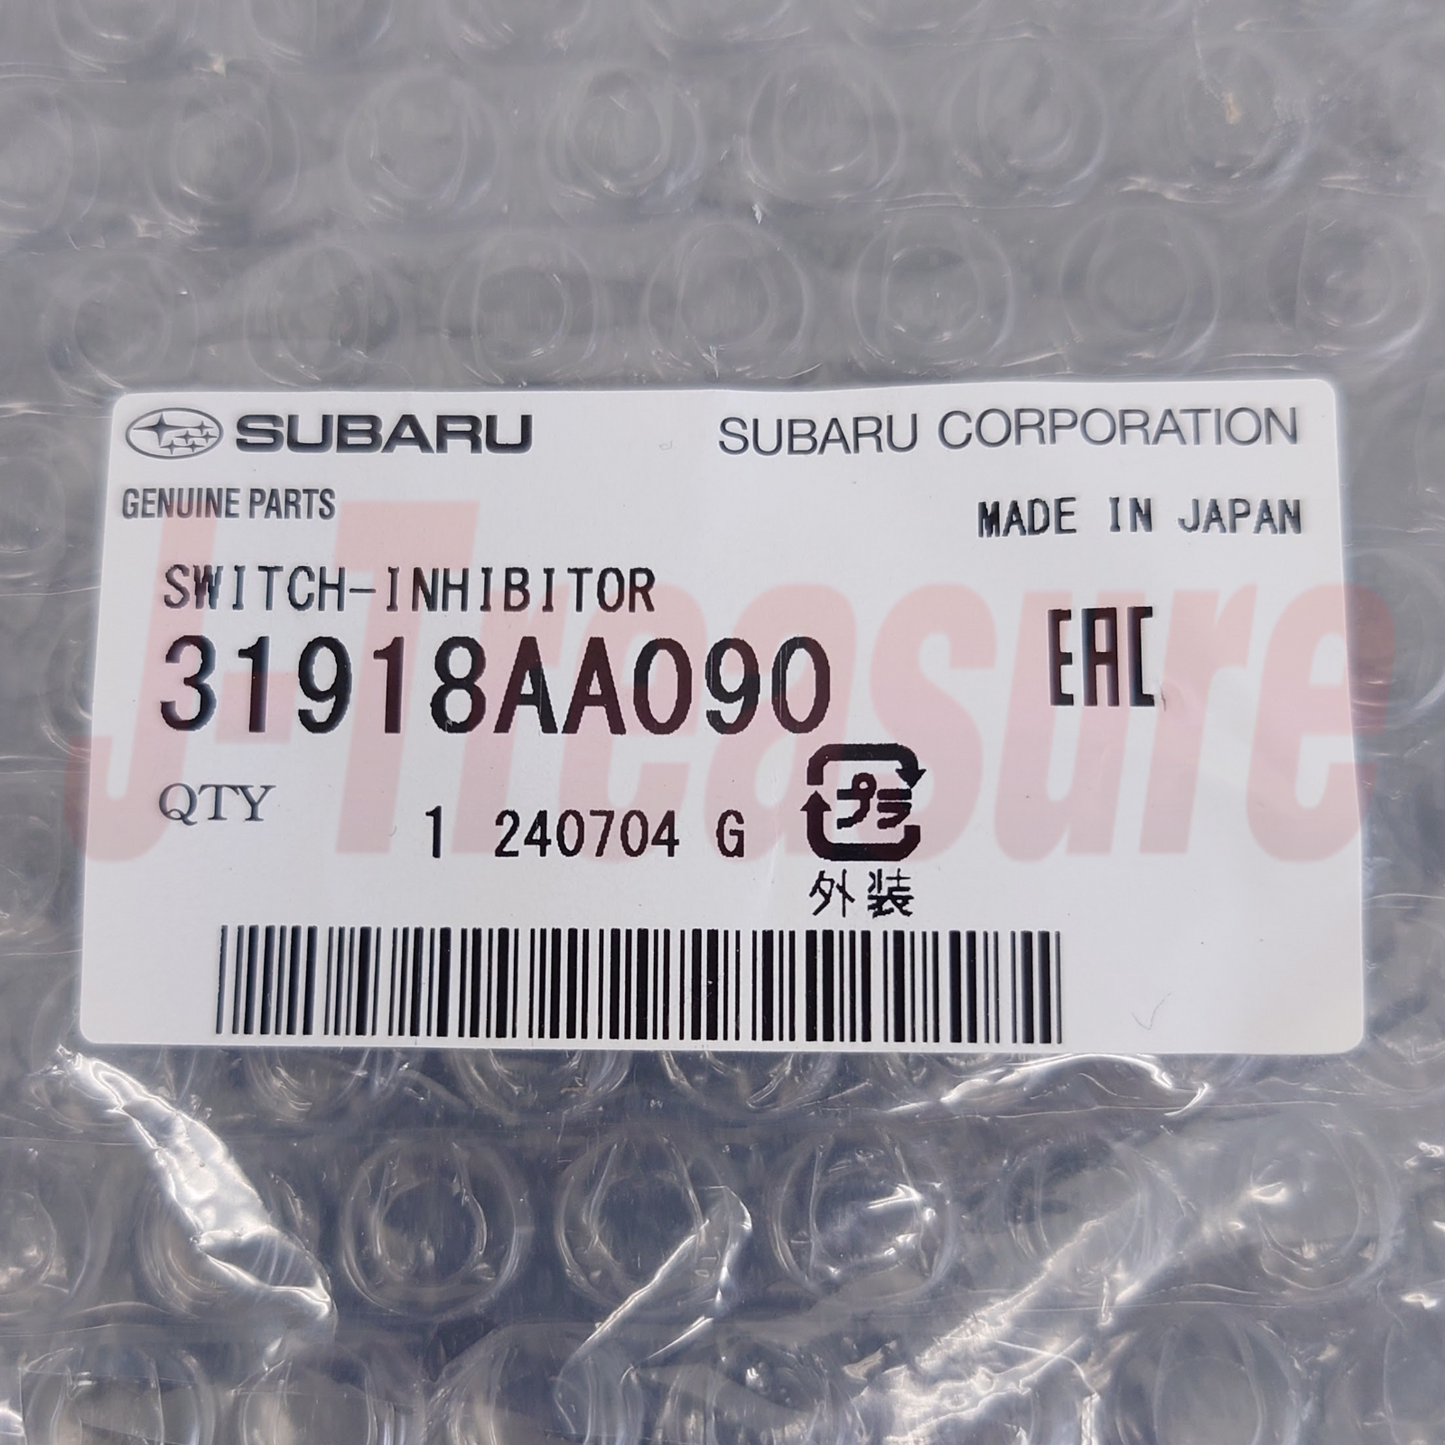 SUBARU
SUBARU CORPORATION
GENUINE PARTS
MADE IN JAPAN
SWITCH-INHIBITOR
31918AA090
EAC
QTY 1 240704 G
プラ
外装
J-Treasure